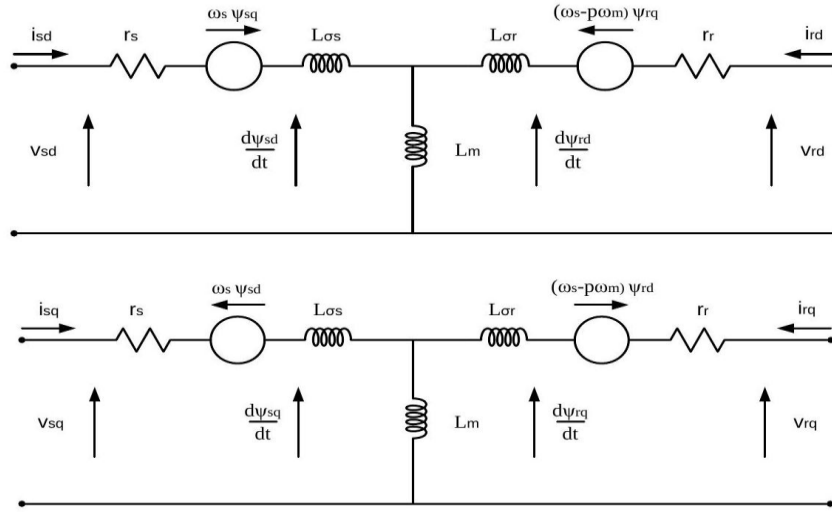 isd rs ωs ψsq Lσs Lσr (ωs-pωm) ψrq rr ird
vsd dψsd/dt Lm dψrd/dt vrd
isq rs ωs ψsd Lσs Lσr (ωs-pωm) ψrd rr irq
vsq dψsq/dt Lm dψrq/dt vrq